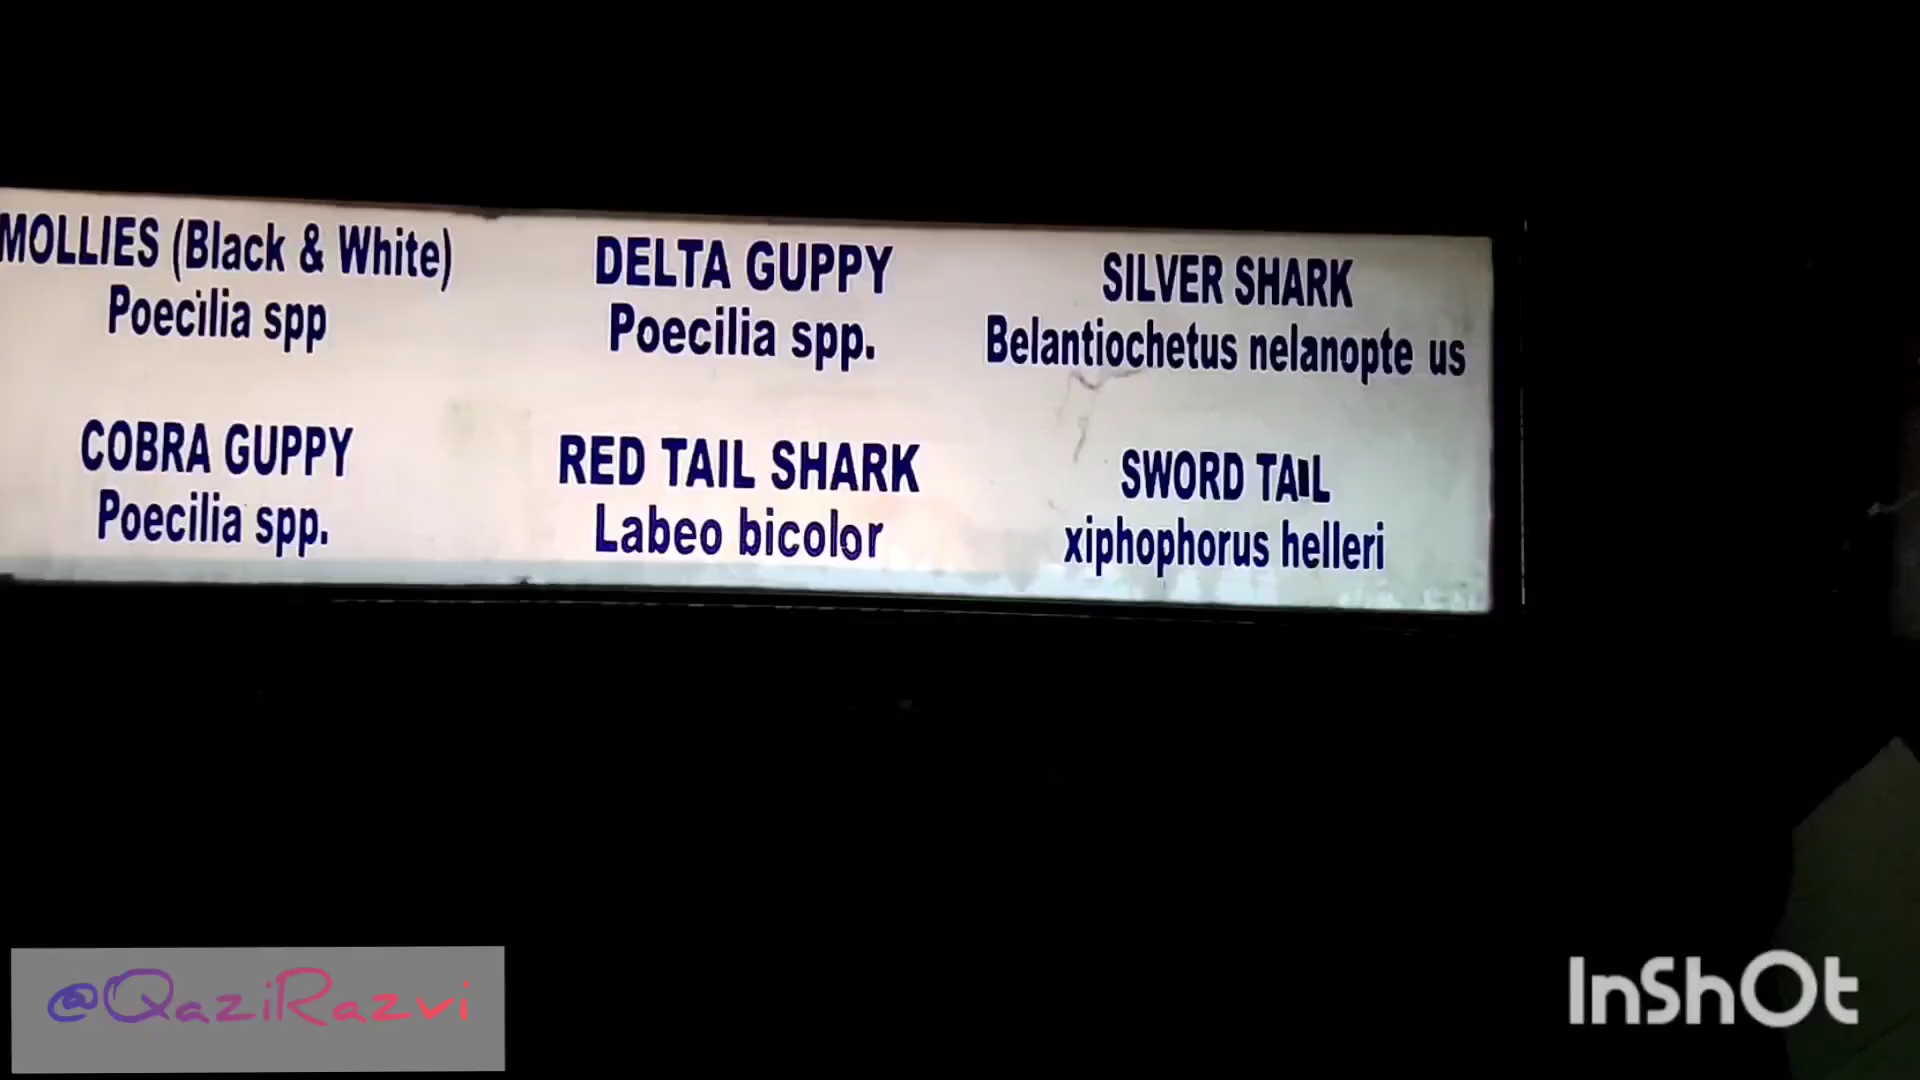 MOLLIES (Black & White)
Poecilia spp
DELTA GUPPY
Poecilia spp.
SILVER SHARK
Belantiochetus nelanopte us
COBRA GUPPY
Poecilia spp.
RED TAIL SHARK
Labeo bicolor
SWORD TAIL
xiphophorus helleri
@QaziRazvi
InShOt